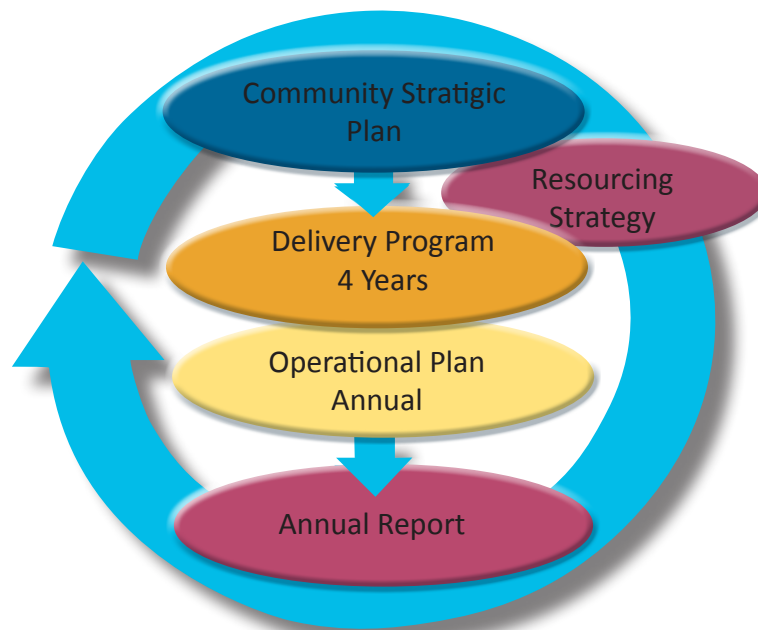 Community Stratigic
Plan
Resourcing
Strategy
Delivery Program
4 Years
Operational Plan
Annual
Annual Report